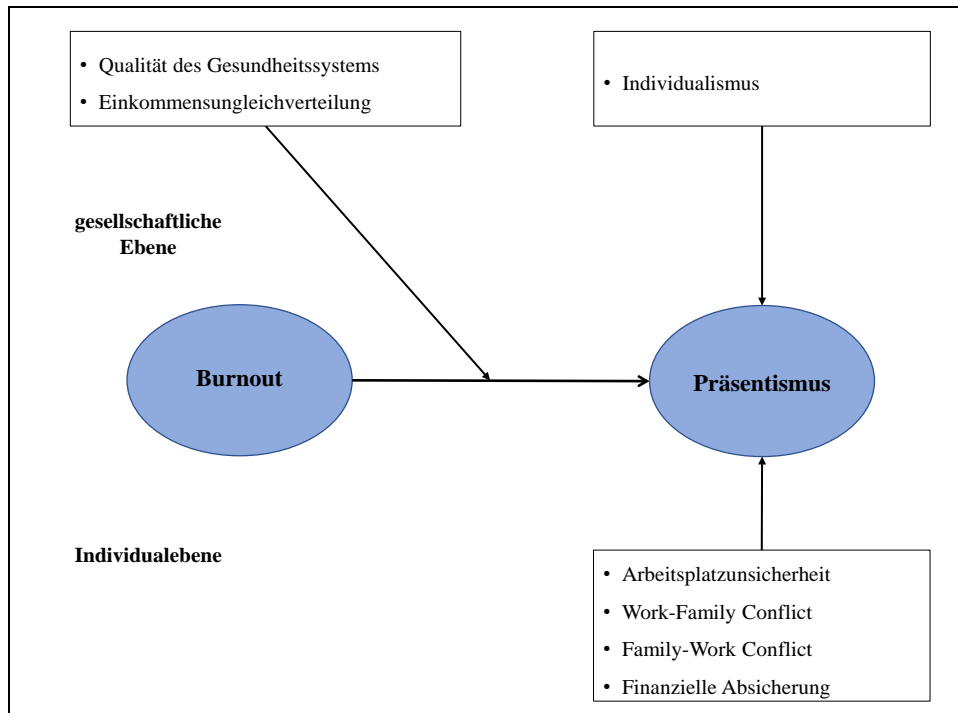 • Qualität des Gesundheitssystems
• Einkommensungleichverteilung
• Individualismus
gesellschaftliche
Ebene
Burnout
Präsentismus
Individualebene
• Arbeitsplatzunsicherheit
• Work-Family Conflict
• Family-Work Conflict
• Finanzielle Absicherung